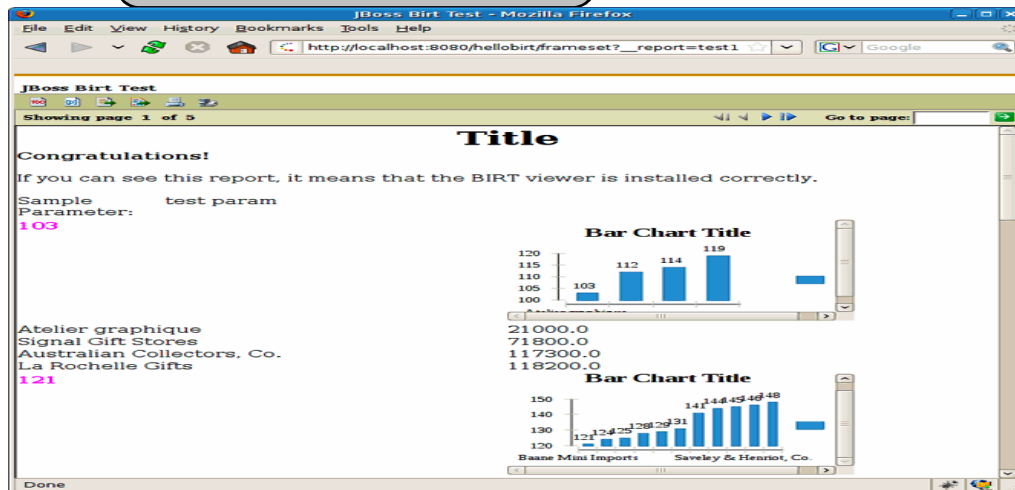 JBoss Birt Test - Mozilla Firefox
File Edit View History Bookmarks Tools Help
http://localhost:8080/hellobirt/frameset?__report=test1
G Google
JBoss Birt Test
Showing page 1 of 5
Go to page:
Title
Congratulations!
If you can see this report, it means that the BIRT viewer is installed correctly.
Sample Parameter:
test param
103
Bar Chart Title
120
115
110
105
100
103
112
114
119
Atelier graphique 21000.0
Signal Gift Stores 71800.0
Australian Collectors, Co. 117300.0
La Rochelle Gifts 118200.0
121
Bar Chart Title
150
140
130
120
121
124
125
128
129
131
141
144
145
146
148
Baane Mini Imports Saveley & Henriot, Co.
Done